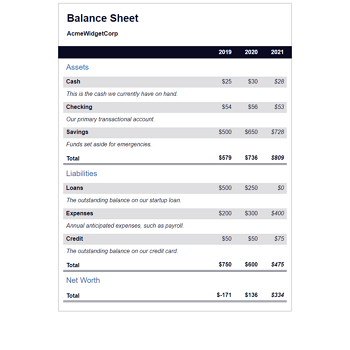 Balance Sheet
AcmeWidgetCorp
2019 2020 2021
Assets
Cash $25 $30 $28
This is the cash we currently have on hand.
Checking $54 $56 $53
Our primary transactional account.
Savings $500 $650 $728
Funds set aside for emergencies.
Total $579 $736 $809
Liabilities
Loans $500 $250 $0
The outstanding balance on our startup loan.
Expenses $200 $300 $400
Annual anticipated expenses, such as payroll.
Credit $50 $50 $75
The outstanding balance on our credit card.
Total $750 $600 $475
Net Worth
Total $-171 $136 $334